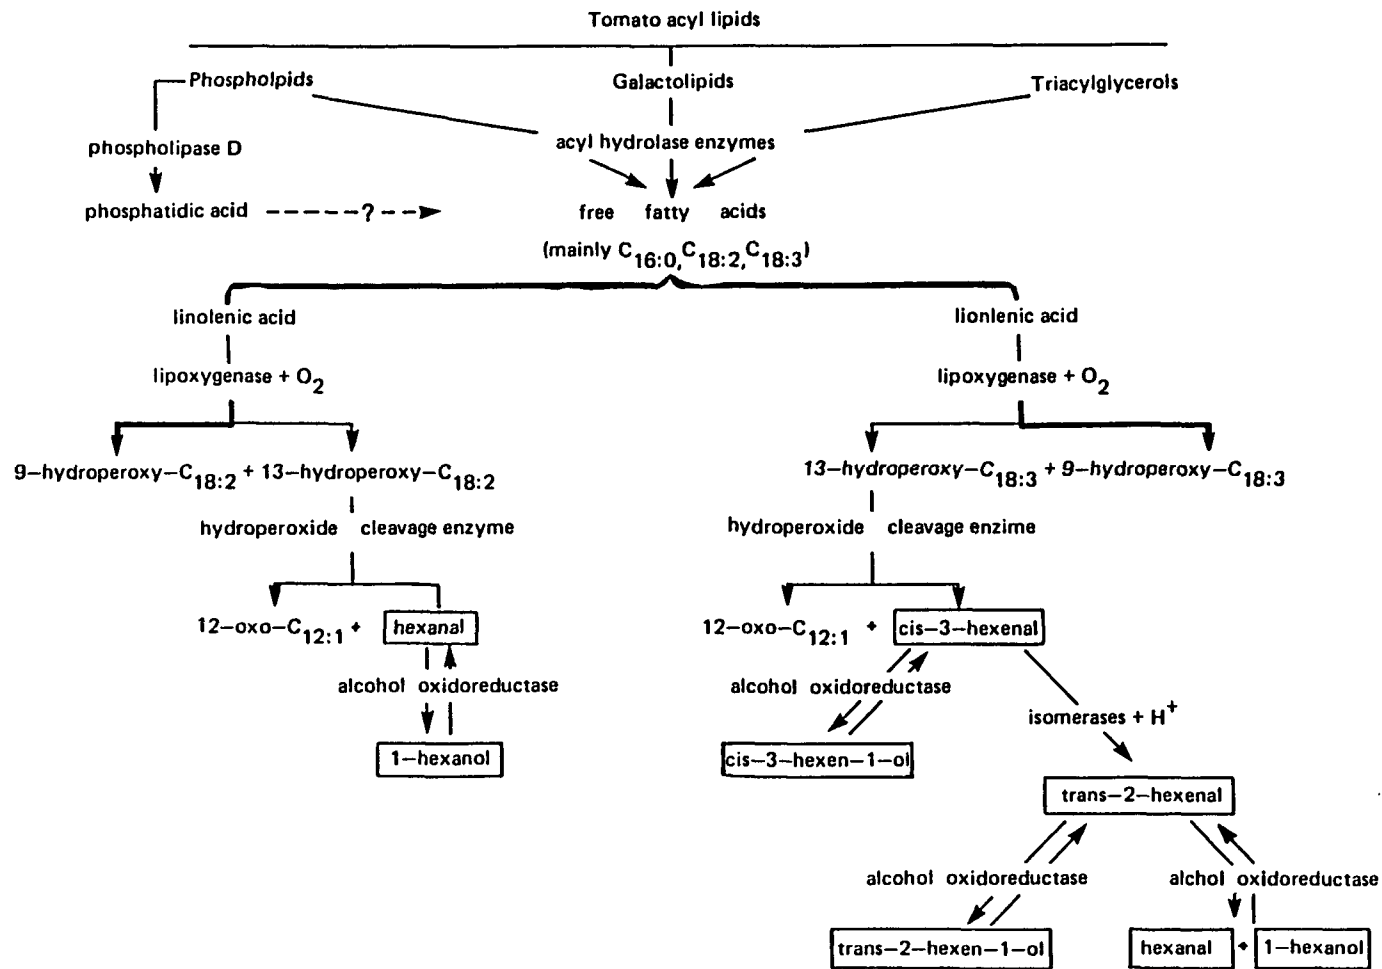 Tomato acyl lipids
Phospholpids Galactolipids Triacylglycerols
acyl hydrolase enzymes
phospholipase D
phosphatidic acid ------?---> free fatty acids
(mainly C16:0, C18:2, C18:3)
linolenic acid lionlenic acid
lipoxygenase + O2 lipoxygenase + O2
9-hydroperoxy-C18:2 + 13-hydroperoxy-C18:2 13-hydroperoxy-C18:3 + 9-hydroperoxy-C18:3
hydroperoxide cleavage enzyme hydroperoxide cleavage enzime
12-oxo-C12:1 + hexanal 12-oxo-C12:1 + cis-3-hexenal
alcohol oxidoreductase alcohol oxidoreductase
isomerases + H+
1-hexanol cis-3-hexen-1-ol
trans-2-hexenal
alcohol oxidoreductase alchol oxidoreductase
trans-2-hexen-1-ol hexanal + 1-hexanol